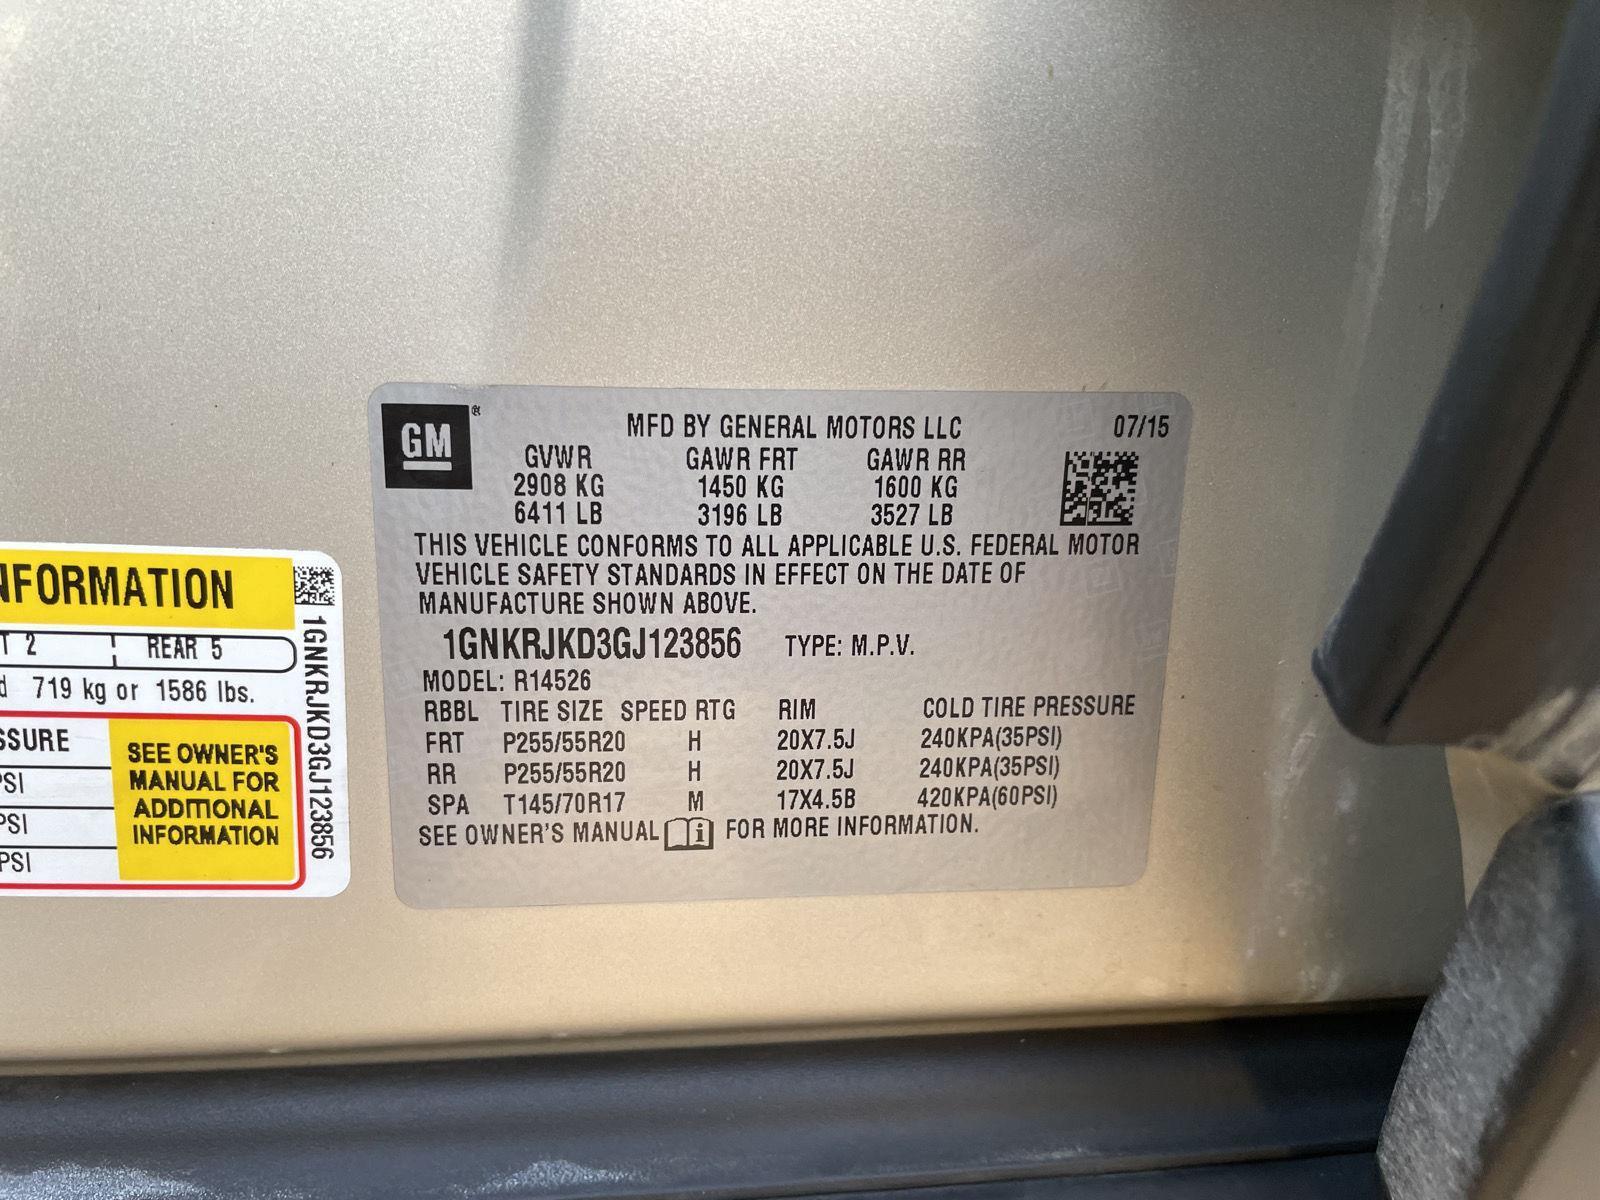 GM®
MFD BY GENERAL MOTORS LLC 07/15
GVWR GAWR FRT GAWR RR
2908 KG 1450 KG 1600 KG
6411 LB 3196 LB 3527 LB
THIS VEHICLE CONFORMS TO ALL APPLICABLE U.S. FEDERAL MOTOR
VEHICLE SAFETY STANDARDS IN EFFECT ON THE DATE OF
MANUFACTURE SHOWN ABOVE.
1GNKRJKD3GJ123856 TYPE: M.P.V.
MODEL: R14526
RBBL TIRE SIZE SPEED RTG RIM COLD TIRE PRESSURE
FRT P255/55R20 H 20X7.5J 240KPA(35PSI)
RR P255/55R20 H 20X7.5J 240KPA(35PSI)
SPA T145/70R17 M 17X4.5B 420KPA(60PSI)
SEE OWNER'S MANUAL i FOR MORE INFORMATION.
NFORMATION
T 2 REAR 5
d 719 kg or 1586 lbs.
SSURE
PSI
PSI
PSI
SEE OWNER'S
MANUAL FOR
ADDITIONAL
INFORMATION
1GNKRJKD3GJ123856